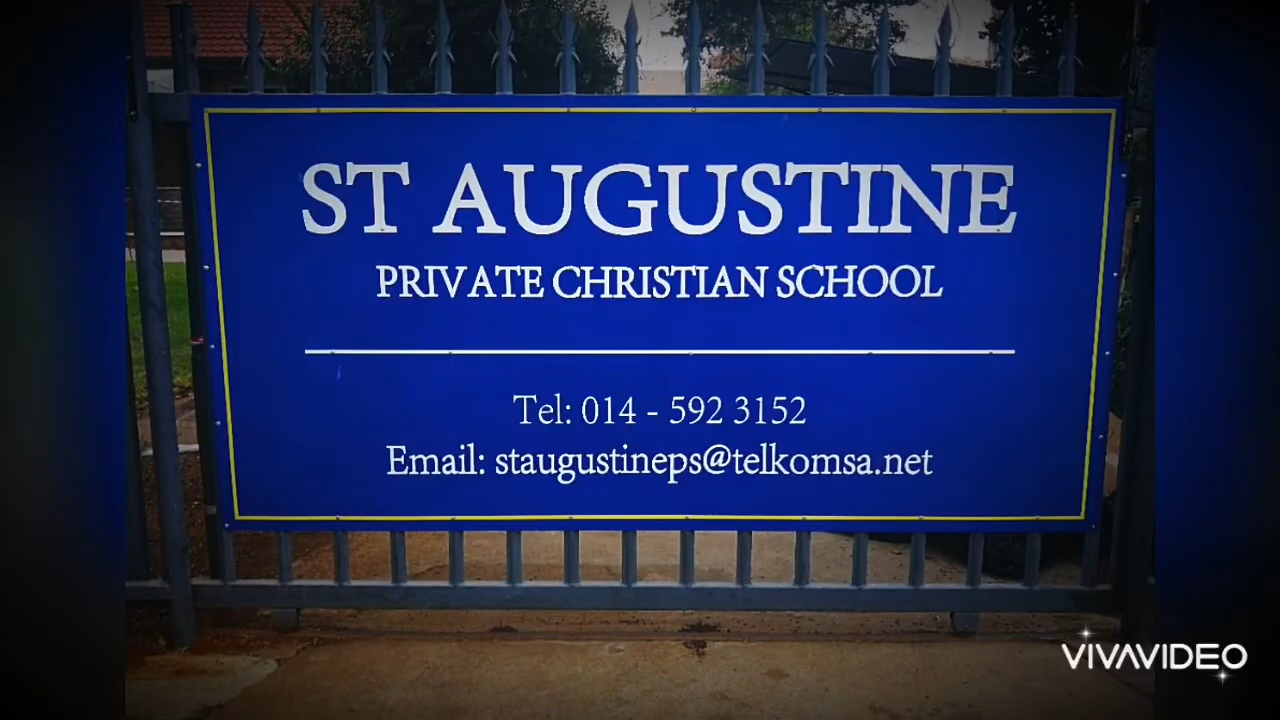 ST AUGUSTINE
PRIVATE CHRISTIAN SCHOOL
Tel: 014 - 592 3152
Email: staugustineps@telkomsa.net
VIVAVIDEO